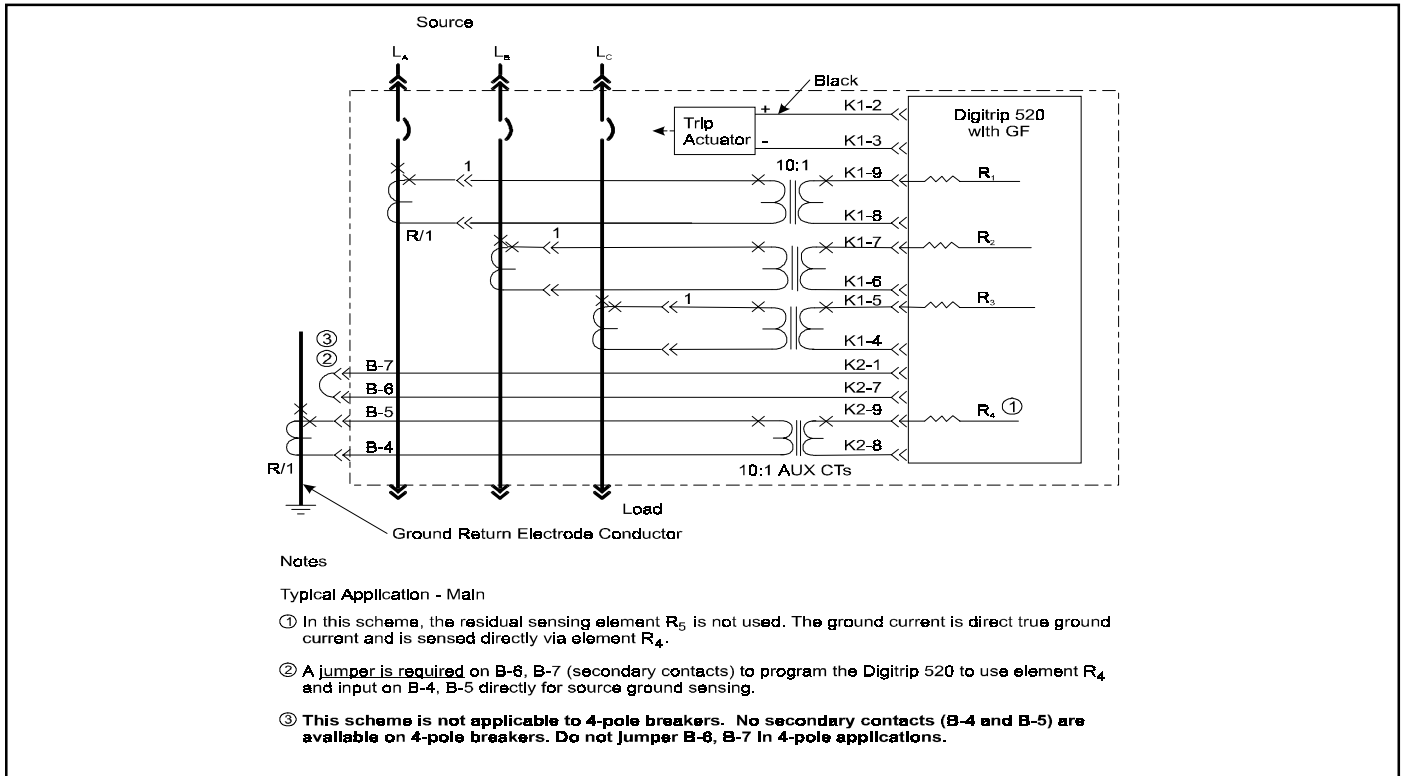 Source
L_A L_B L_C
Black
+ K1-2
Trip
Actuator
- K1-3
Digitrip 520
with GF
1 10:1 K1-9 R₁
K1-8
R/1
1 K1-7 R₂
K1-6
1 K1-5 R₃
K1-4
③
②
B-7 K2-1
B-6 K2-7
B-5 K2-9 R₄ ①
B-4 K2-8
R/1
10:1 AUX CTs
Load
Ground Return Electrode Conductor
Notes
Typical Application - Main
① In this scheme, the residual sensing element R₅ is not used. The ground current is direct true ground
current and is sensed directly via element R₄.
② A jumper is required on B-6, B-7 (secondary contacts) to program the Digitrip 520 to use element R₄
and input on B-4, B-5 directly for source ground sensing.
③ This scheme is not applicable to 4-pole breakers. No secondary contacts (B-4 and B-5) are
available on 4-pole breakers. Do not jumper B-6, B-7 in 4-pole applications.